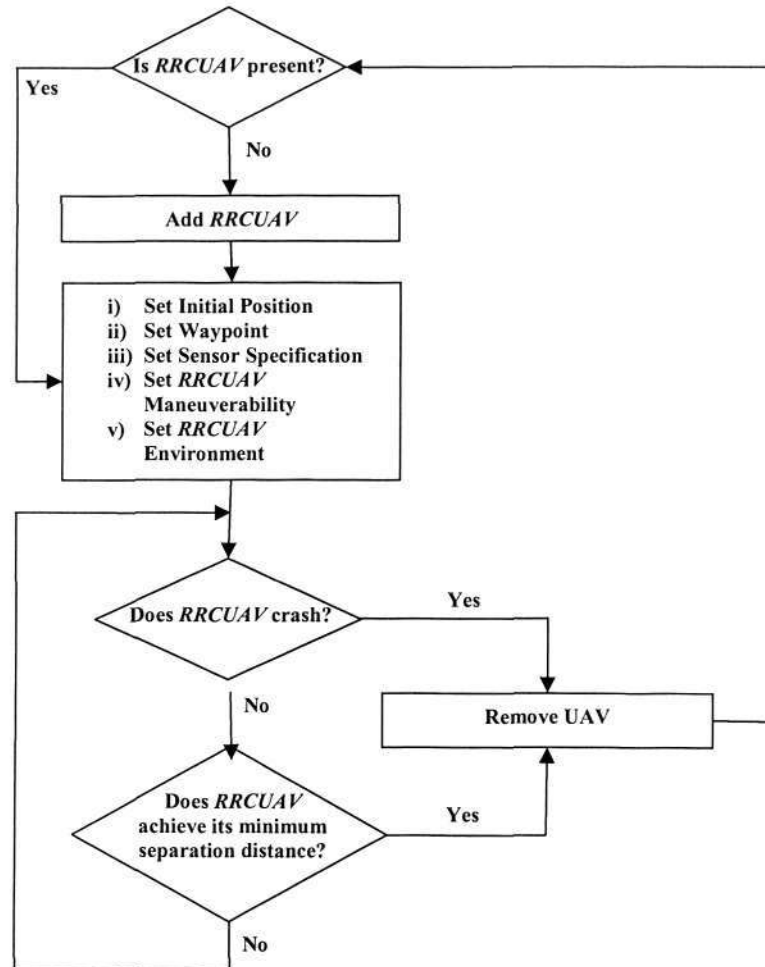 Is RRCUAV present?
Yes
No
Add RRCUAV
i) Set Initial Position
ii) Set Waypoint
iii) Set Sensor Specification
iv) Set RRCUAV
Maneuverability
v) Set RRCUAV
Environment
Does RRCUAV crash?
Yes
No
Remove UAV
Does RRCUAV
achieve its minimum
separation distance?
Yes
No